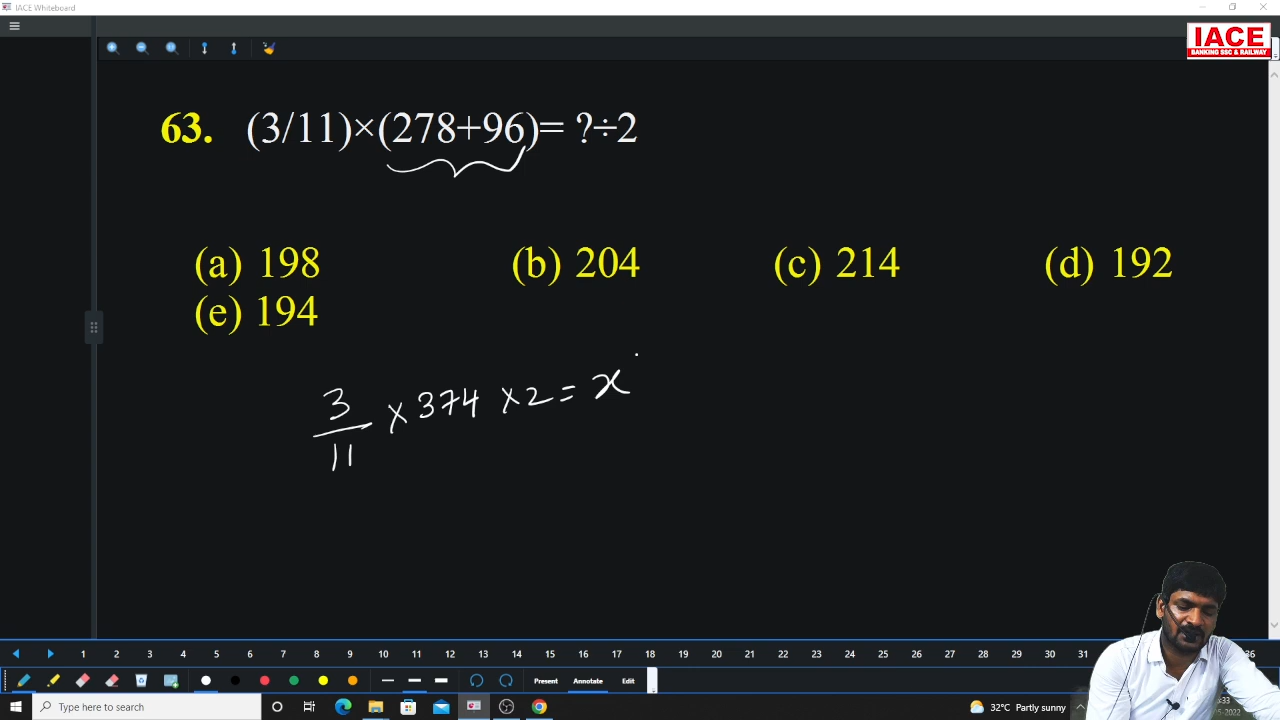 IACE Whiteboard
IACE
BANKING SSC & RAILWAY
63. (3/11)×(278+96)= ?÷2
(a) 198 (b) 204 (c) 214 (d) 192
(e) 194
3/11 × 374 × 2 = x
1 2 3 4 5 6 7 8 9 10 11 12 13 14 15 16 17 18 19 20 21 22 23 24 25 26 27 28 29 30 31 36
Present Annotate Edit
Type here to search 32°C Partly sunny